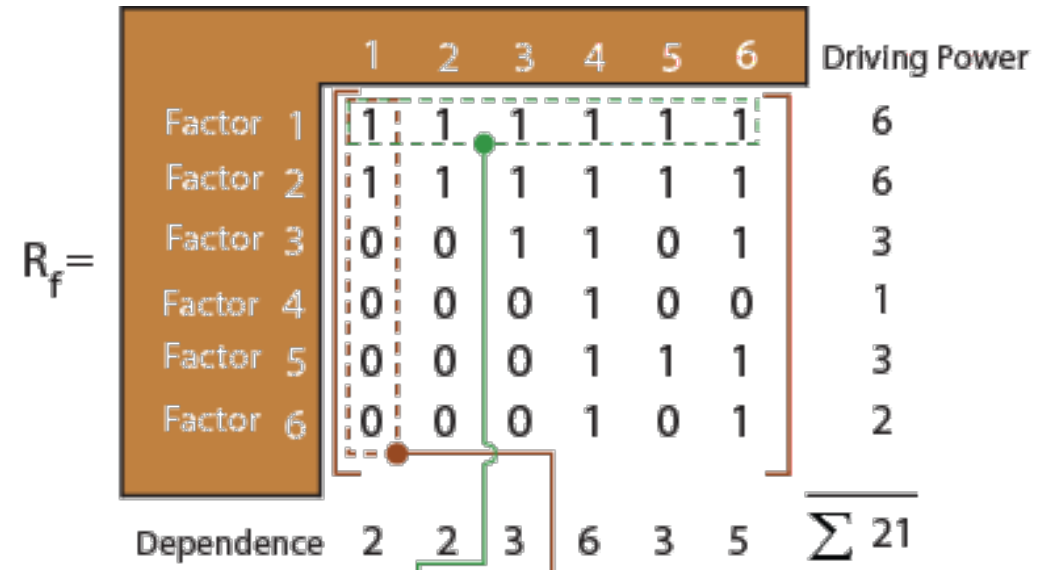 1 2 3 4 5 6 Driving Power
Factor 1 1 1 1 1 1 1 6
Factor 2 1 1 1 1 1 1 6
Factor 3 0 0 1 1 0 1 3
R_f=
Factor 4 0 0 0 1 0 0 1
Factor 5 0 0 0 1 1 1 3
Factor 6 0 0 0 1 0 1 2
Dependence 2 2 3 6 3 5 ∑ 21